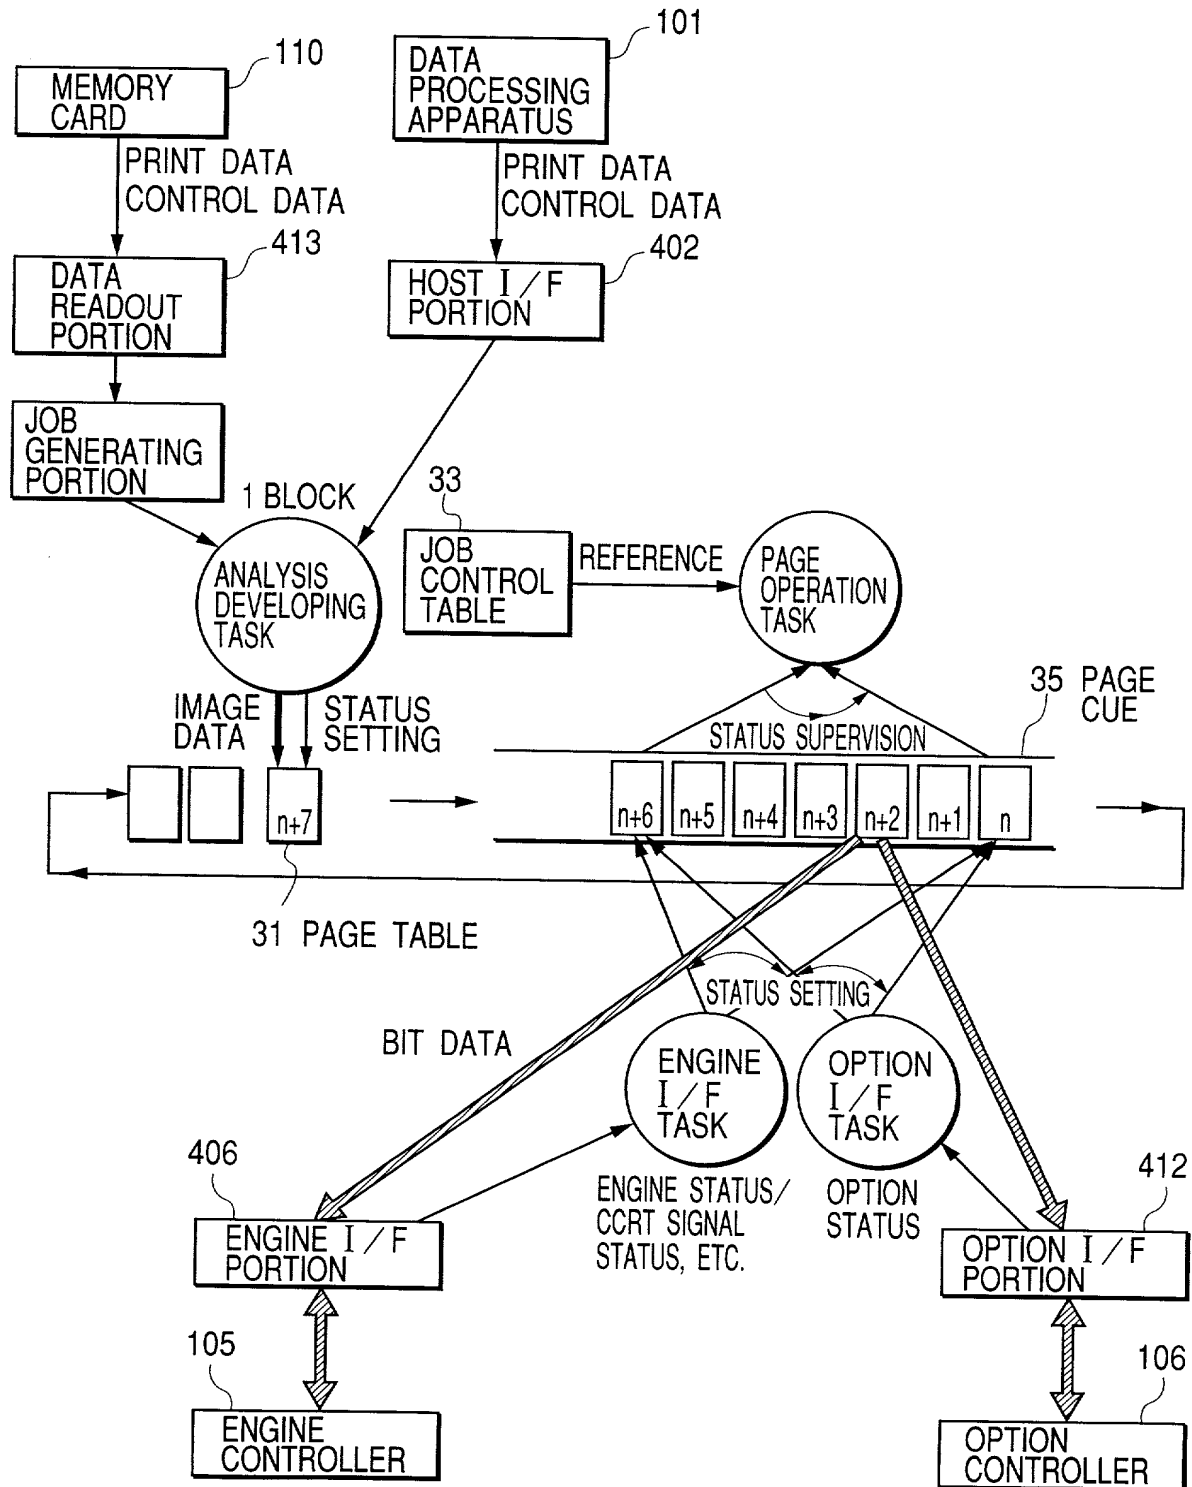 110
MEMORY
CARD
101
DATA
PROCESSING
APPARATUS
PRINT DATA
CONTROL DATA
PRINT DATA
CONTROL DATA
413
DATA
READOUT
PORTION
402
HOST I/F
PORTION
JOB
GENERATING
PORTION
1 BLOCK
ANALYSIS
DEVELOPING
TASK
33
JOB
CONTROL
TABLE
REFERENCE
PAGE
OPERATION
TASK
IMAGE
DATA
STATUS
SETTING
STATUS SUPERVISION
35 PAGE
CUE
n+7
n+6
n+5
n+4
n+3
n+2
n+1
n
31 PAGE TABLE
STATUS SETTING
BIT DATA
ENGINE
I/F
TASK
OPTION
I/F
TASK
ENGINE STATUS/
CCRT SIGNAL
STATUS, ETC.
OPTION
STATUS
406
ENGINE I/F
PORTION
412
OPTION I/F
PORTION
105
ENGINE
CONTROLLER
106
OPTION
CONTROLLER